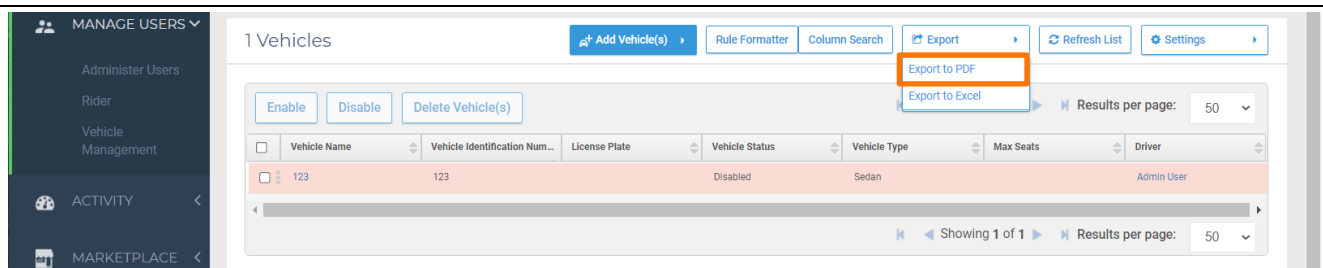 MANAGE USERS
Administer Users
Rider
Vehicle
Management
ACTIVITY
MARKETPLACE
1 Vehicles
Add Vehicle(s)
Rule Formatter
Column Search
Export
Refresh List
Settings
Export to PDF
Export to Excel
Enable
Disable
Delete Vehicle(s)
Results per page:
50
Vehicle Name
Vehicle Identification Num...
License Plate
Vehicle Status
Vehicle Type
Max Seats
Driver
123
123
Disabled
Sedan
Admin User
Showing 1 of 1
Results per page:
50